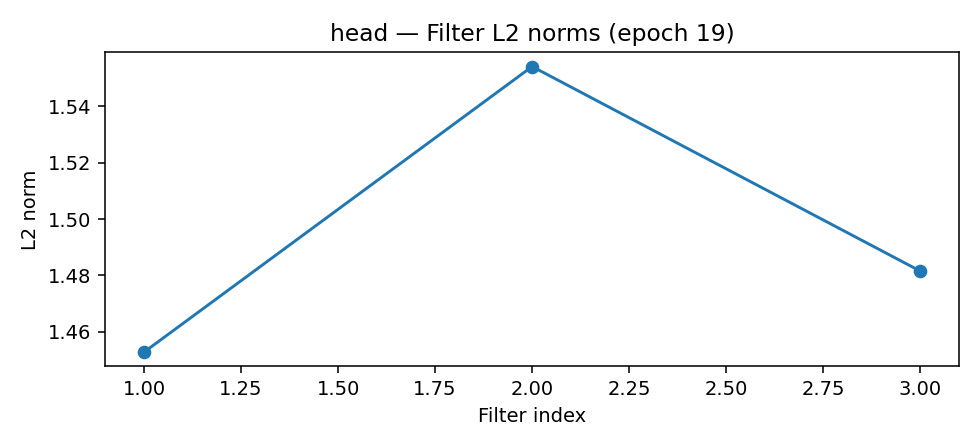 head — Filter L2 norms (epoch 19)
L2 norm
1.54
1.52
1.50
1.48
1.46
1.00 1.25 1.50 1.75 2.00 2.25 2.50 2.75 3.00
Filter index